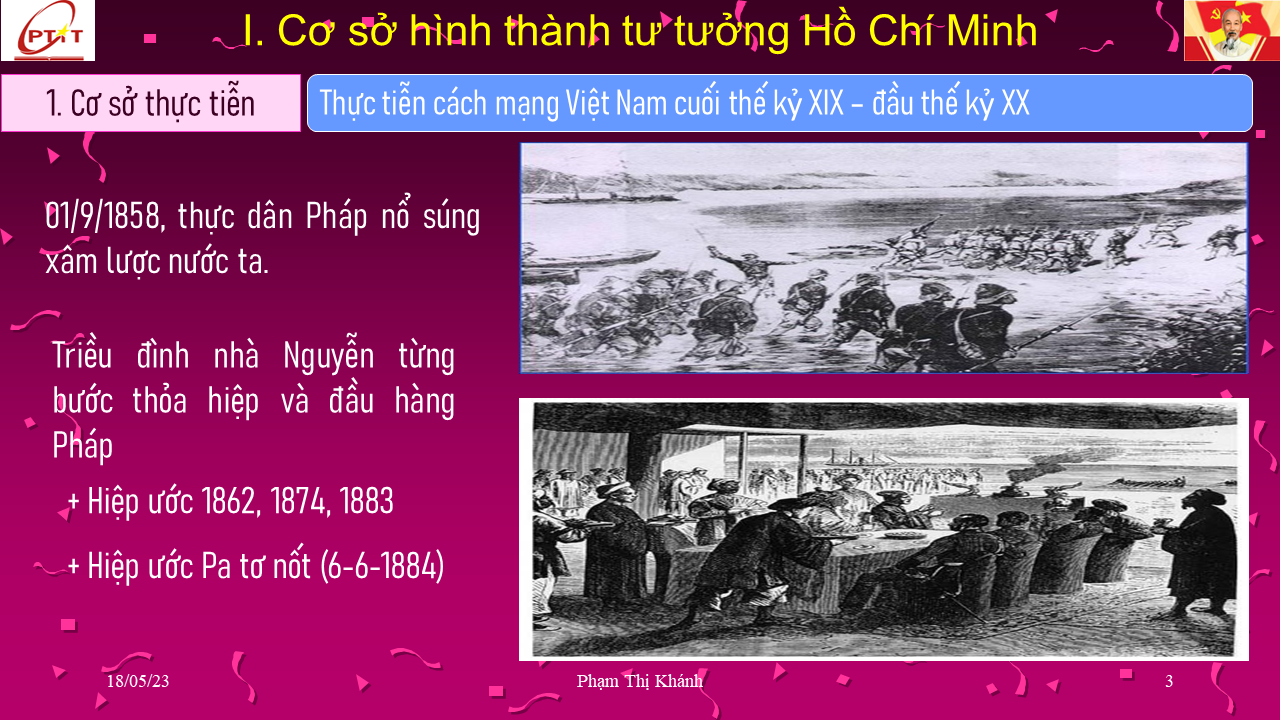 PTiT
I. Cơ sở hình thành tư tưởng Hồ Chí Minh
1. Cơ sở thực tiễn
Thực tiễn cách mạng Việt Nam cuối thế kỷ XIX – đầu thế kỷ XX
01/9/1858, thực dân Pháp nổ súng
xâm lược nước ta.
Triều đình nhà Nguyễn từng
bước thỏa hiệp và đầu hàng
Pháp
+ Hiệp ước 1862, 1874, 1883
+ Hiệp ước Pa tơ nốt (6-6-1884)
18/05/23
Phạm Thị Khánh
3